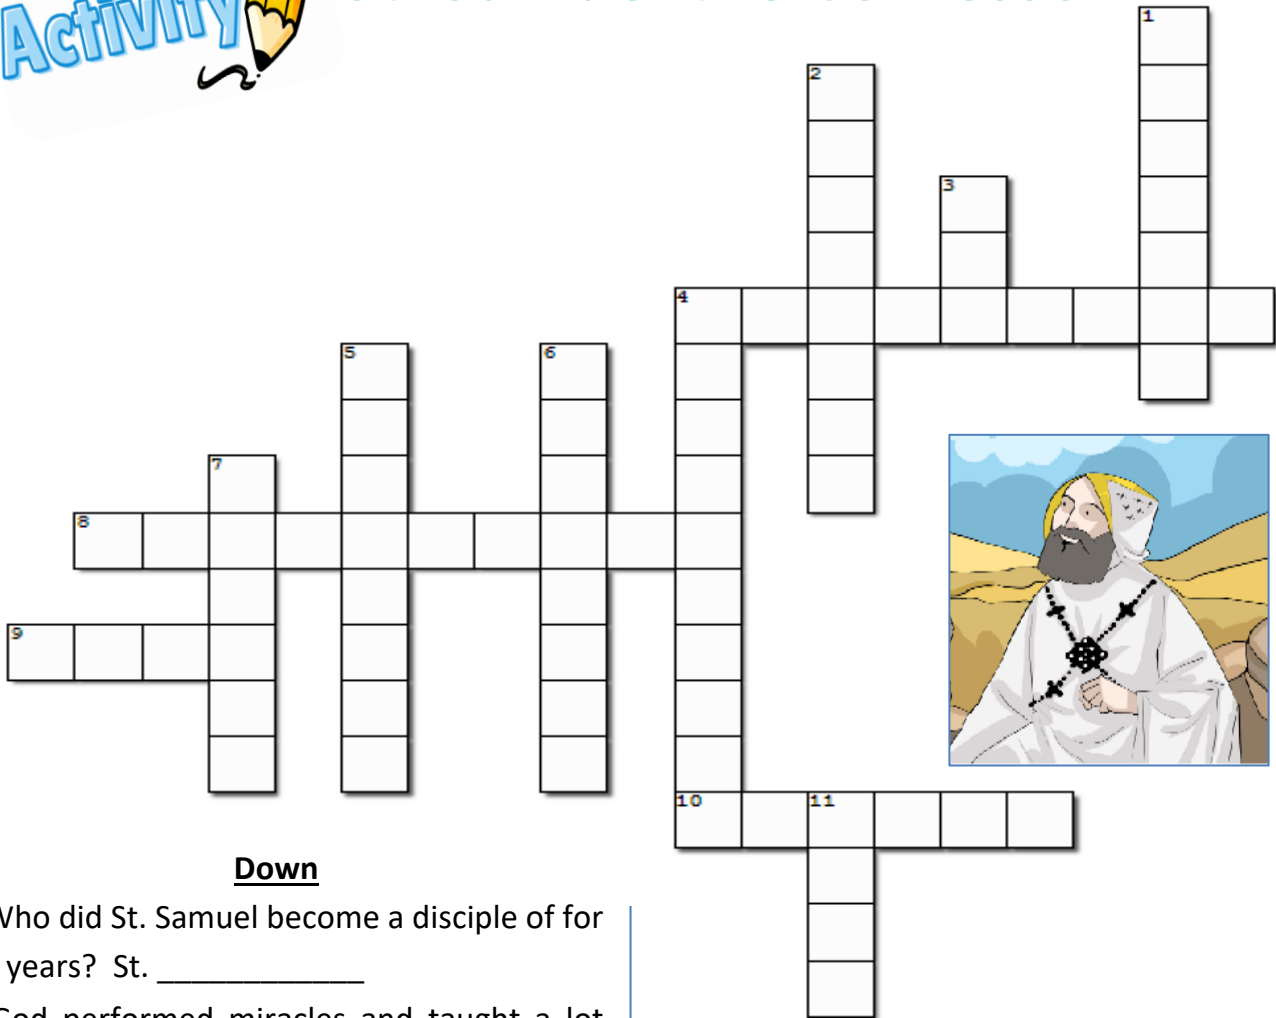 Activity
1
2
3
4
5
6
7
8
9
10
11
Down
Who did St. Samuel become a disciple of for
years? St. ____________
God performed miracles and taught a lot